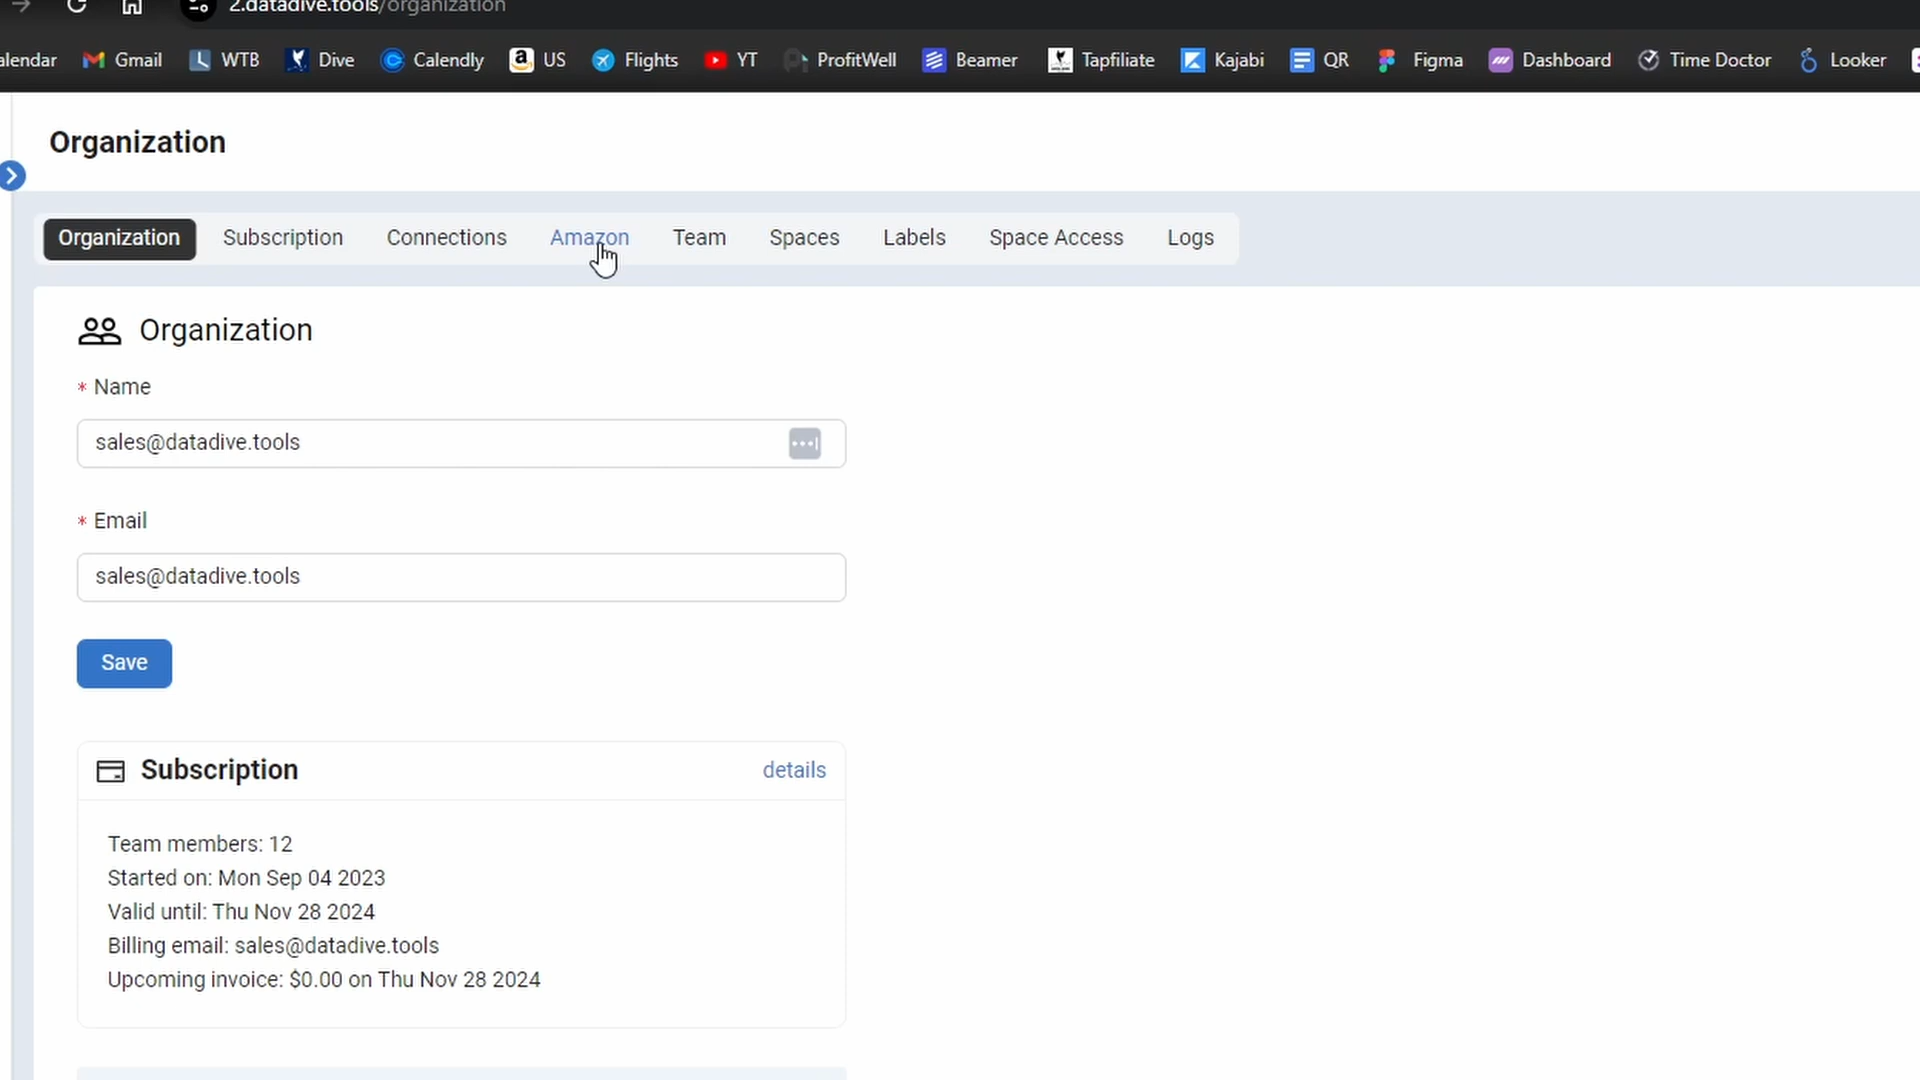 2.datadive.tools/organization
alendar Gmail WTB Dive Calendly US Flights YT ProfitWell Beamer Tapfiliate Kajabi QR Figma Dashboard Time Doctor Looker
Organization
Organization Subscription Connections Amazon Team Spaces Labels Space Access Logs
Organization
* Name
sales@datadive.tools
* Email
sales@datadive.tools
Save
Subscription details
Team members: 12
Started on: Mon Sep 04 2023
Valid until: Thu Nov 28 2024
Billing email: sales@datadive.tools
Upcoming invoice: $0.00 on Thu Nov 28 2024